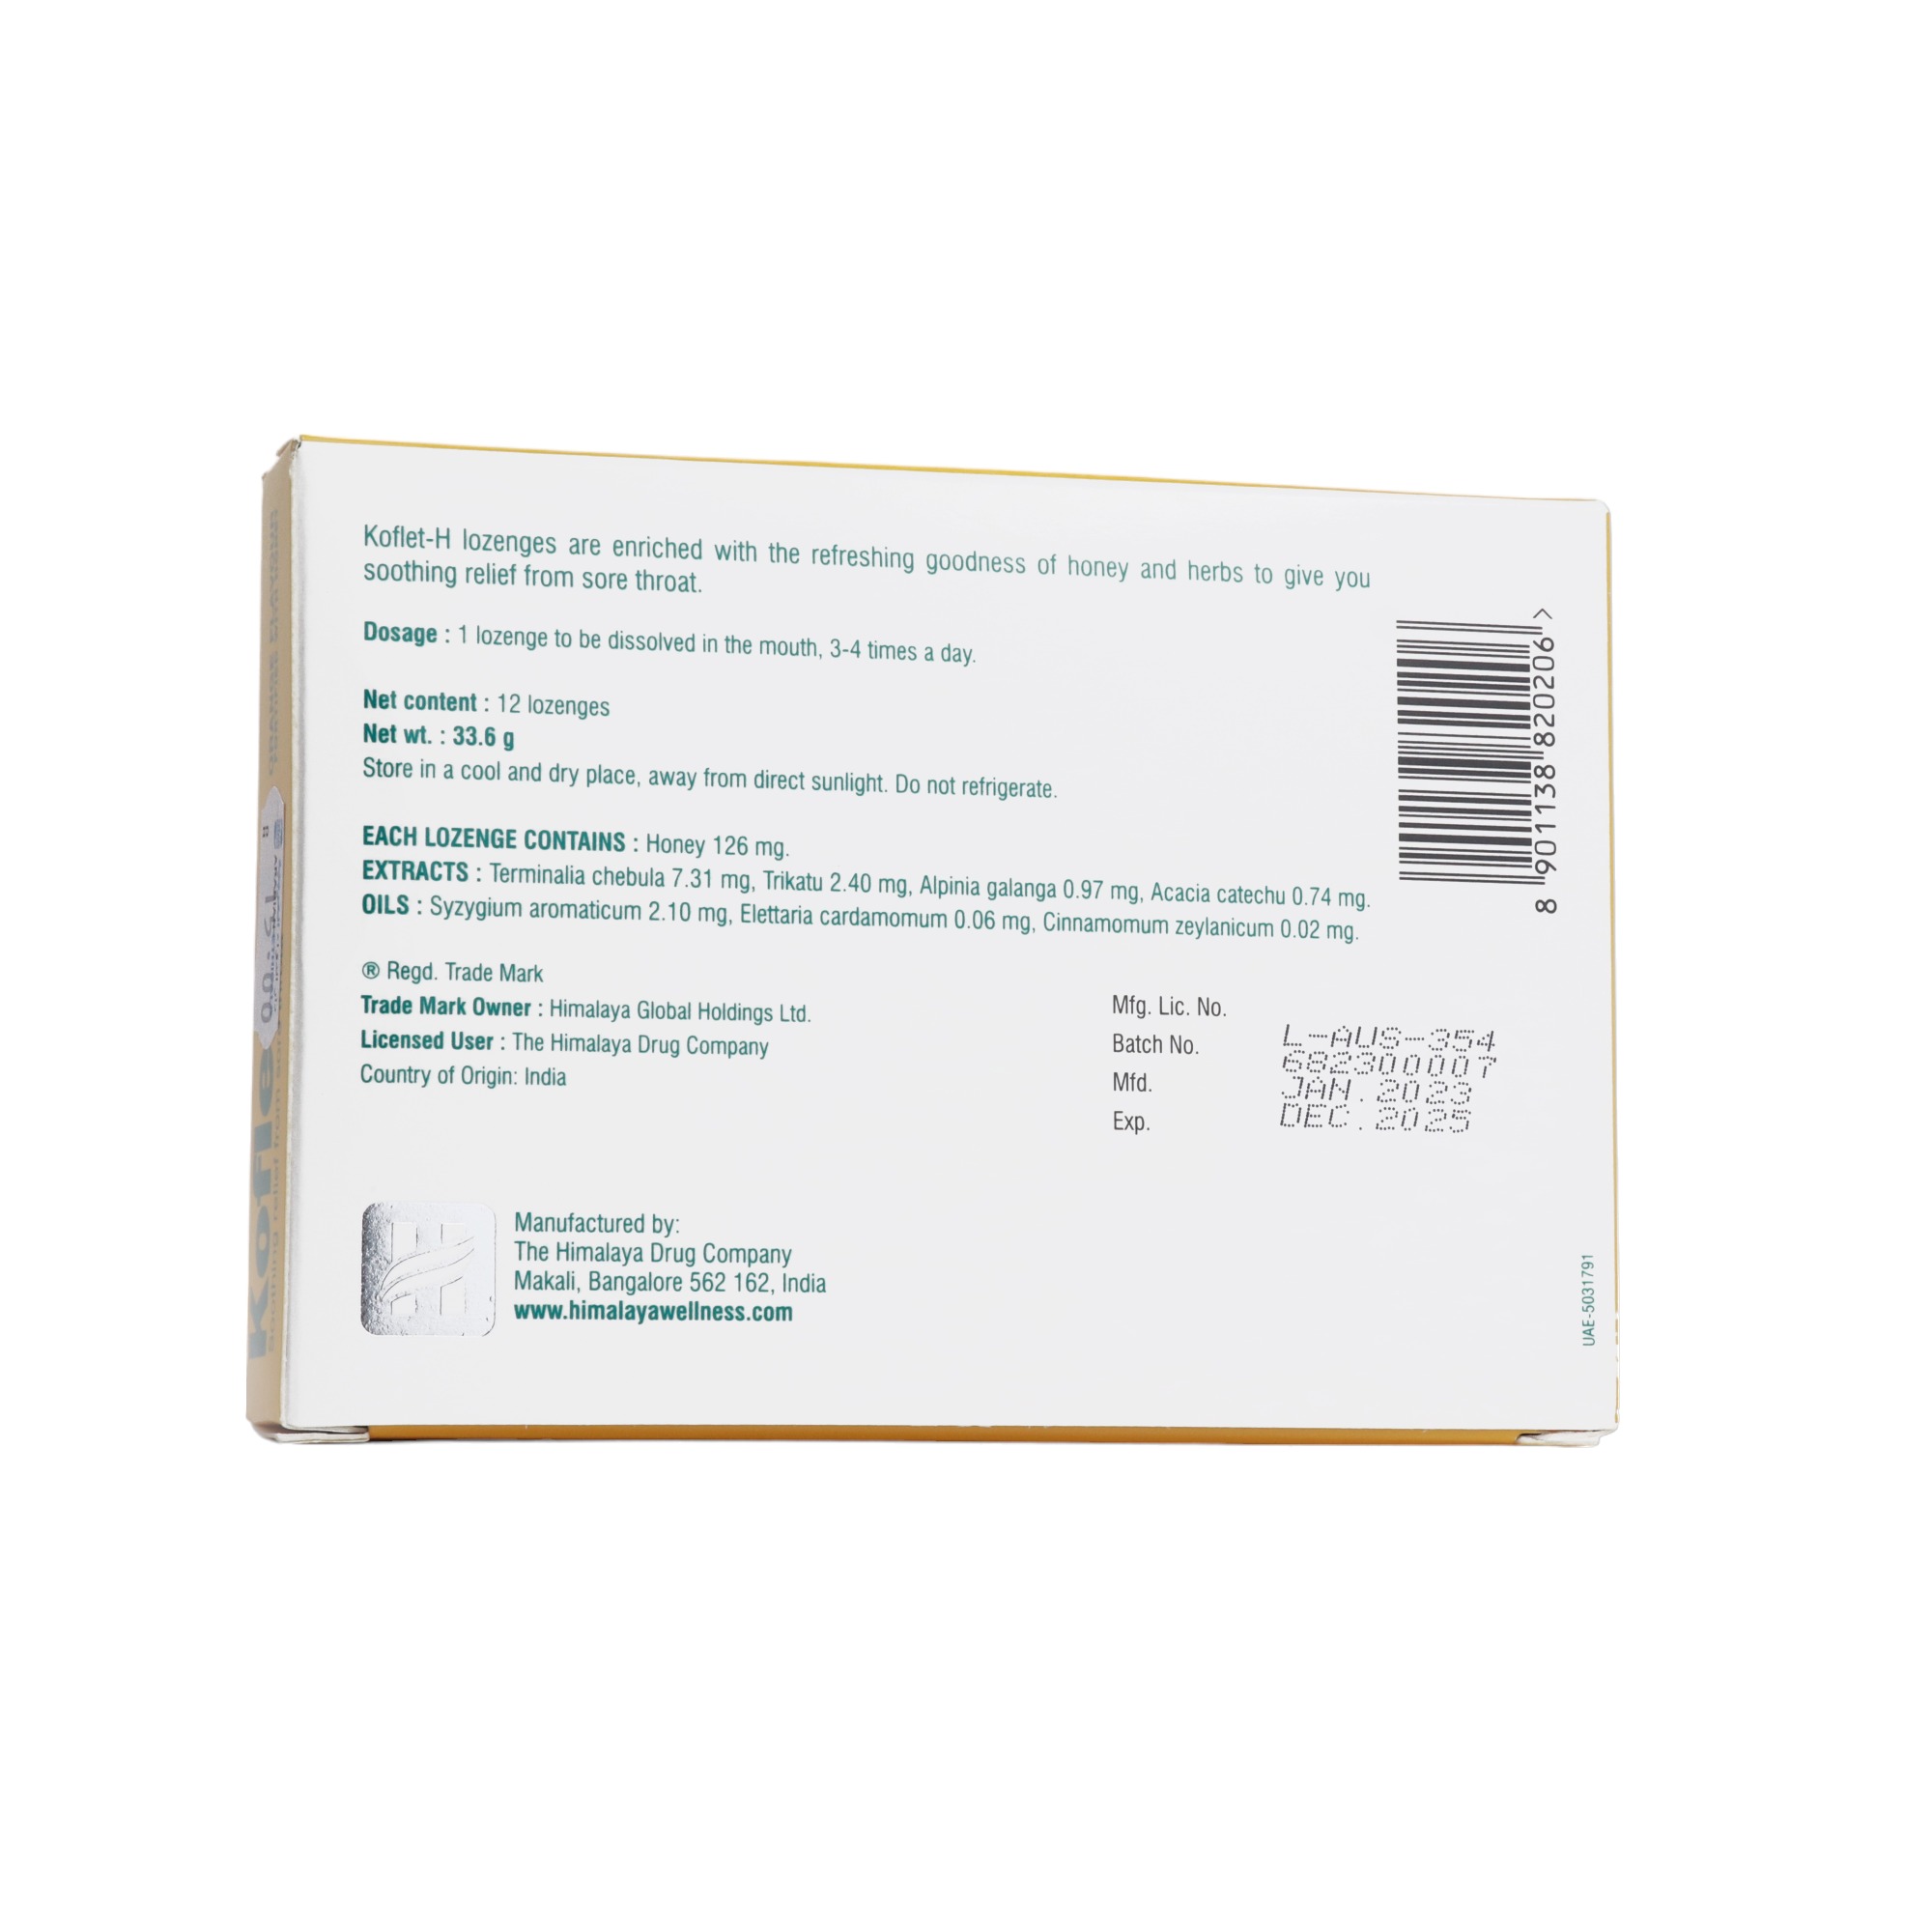 Koflet-H lozenges are enriched with the refreshing goodness of honey and herbs to give you
soothing relief from sore throat.
Dosage : 1 lozenge to be dissolved in the mouth, 3-4 times a day.
Net content : 12 lozenges
Net wt. : 33.6 g
Store in a cool and dry place, away from direct sunlight. Do not refrigerate.
EACH LOZENGE CONTAINS : Honey 126 mg.
EXTRACTS : Terminalia chebula 7.31 mg, Trikatu 2.40 mg, Alpinia galanga 0.97 mg, Acacia catechu 0.74 mg.
OILS : Syzygium aromaticum 2.10 mg, Elettaria cardamomum 0.06 mg, Cinnamomum zeylanicum 0.02 mg.
® Regd. Trade Mark
Trade Mark Owner : Himalaya Global Holdings Ltd.
Licensed User : The Himalaya Drug Company
Country of Origin: India
Mfg. Lic. No. L-AUS-354
Batch No. 682300007
Mfd. JAN.2023
Exp. DEC.2025
Manufactured by:
The Himalaya Drug Company
Makali, Bangalore 562 162, India
www.himalayawellness.com
8 901138 820206 >
UAE-5031791